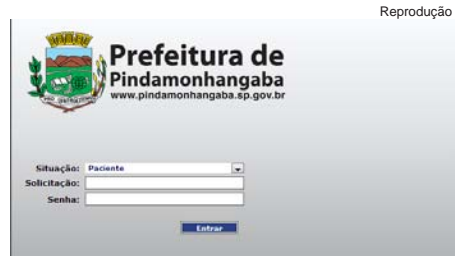 Reprodução
Prefeitura de
Pindamonhangaba
www.pindamonhangaba.sp.gov.br
Situação: Paciente
Solicitação:
Senha:
Entrar